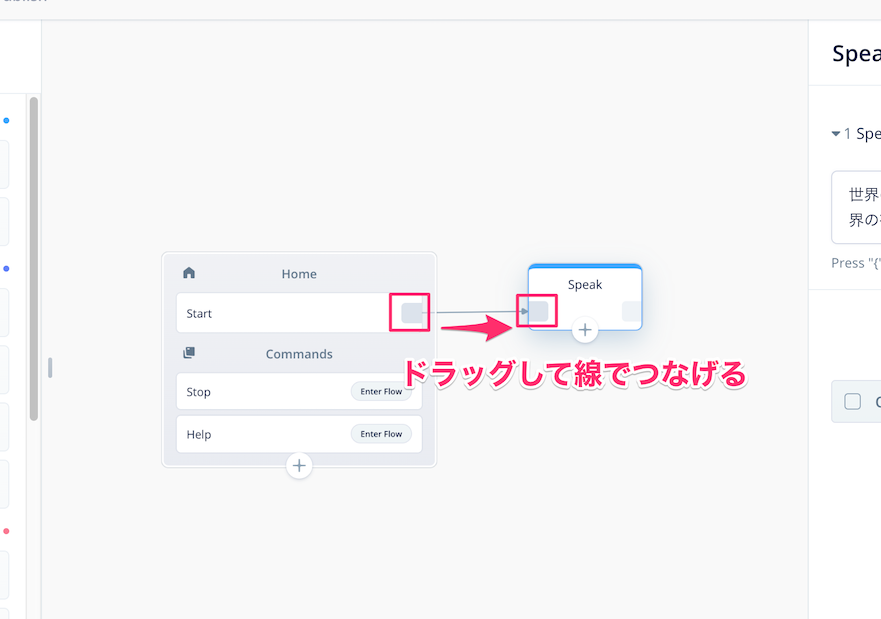 Home
Start
Commands
Stop
Enter Flow
Help
Enter Flow
Speak
ドラッグして線でつなげる
1 Spe
世界
界の
Press "{"